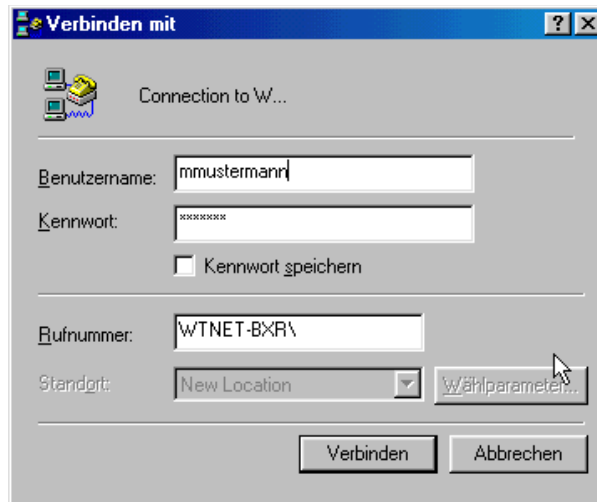 Verbinden mit
Connection to W...
Benutzername: mmustermann
Kennwort: *******
Kennwort speichern
Rufnummer: WTNET-BXR\
Standort: New Location Wählparameter...
Verbinden Abbrechen